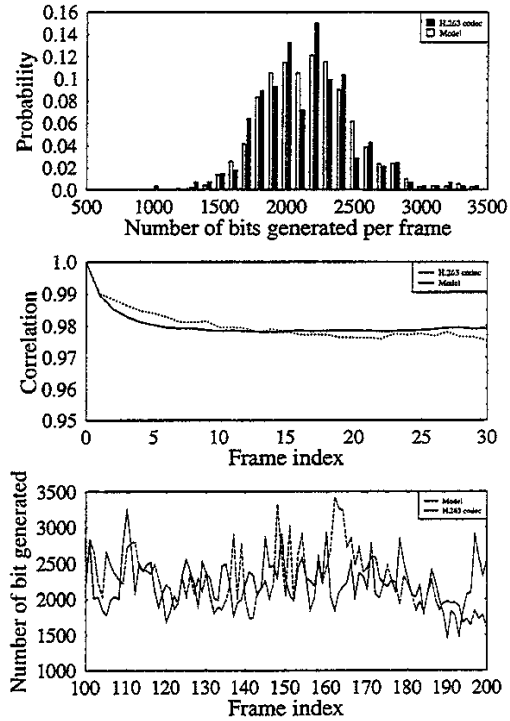 0.16
0.14
0.12
0.1
0.08
0.06
0.04
0.02
0.0
Probability
H.263 codec
Model
500 1000 1500 2000 2500 3000 3500
Number of bits generated per frame
1.0
0.99
0.98
0.97
0.96
0.95
Correlation
H.263 codec
Model
0 5 10 15 20 25 30
Frame index
3500
3000
2500
2000
1500
1000
Number of bit generated
Model
H.263 codec
100 110 120 130 140 150 160 170 180 190 200
Frame index